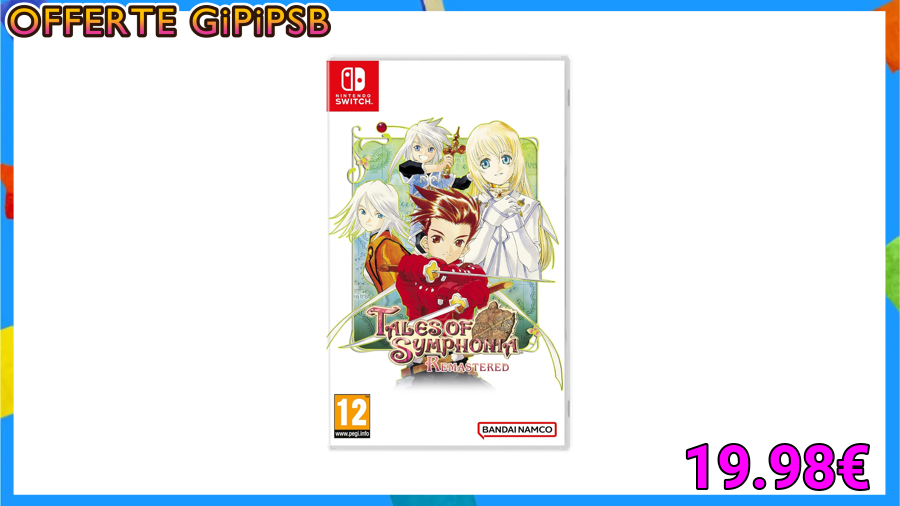 OFFERTE GiPiPSB
NINTENDO
SWITCH.
TALES OF
SYMPHONIA
REMASTERED
12
www.pegi.info
BANDAI NAMCO
19.98€